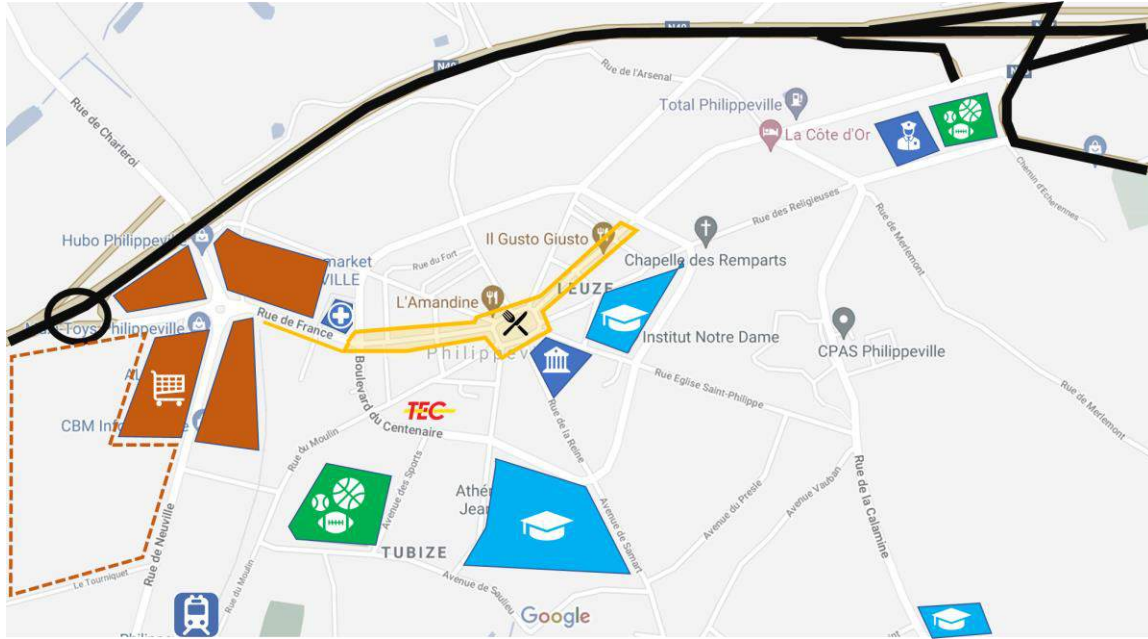 N40
N40
Rue de l'Arsenal
Rue de Charleroi
Total Philippeville
La Côte d'Or
Chemin d'Echerennes
Rue des Religieuses
Rue de Merlemont
Hubo Philippeville
market
VILLE
Rue du Fort
Il Gusto Giusto
Chapelle des Remparts
LEUZE
L'Amandine
Rue de France
Philippeville
Institut Notre Dame
CPAS Philippeville
Boulevard du Centenaire
TEC
Rue Eglise Saint-Philippe
Rue de Merlemont
Rue de la Reine
CBM
Rue du Moulin
Avenue des Sports
Athé
Jean
Avenue du Presle
Avenue Vauban
Rue de la Calamine
Rue de Neuville
TUBIZE
Avenue de Samart
Le Tourniquet
Rue du Moulin
Avenue de Saulieu
Google